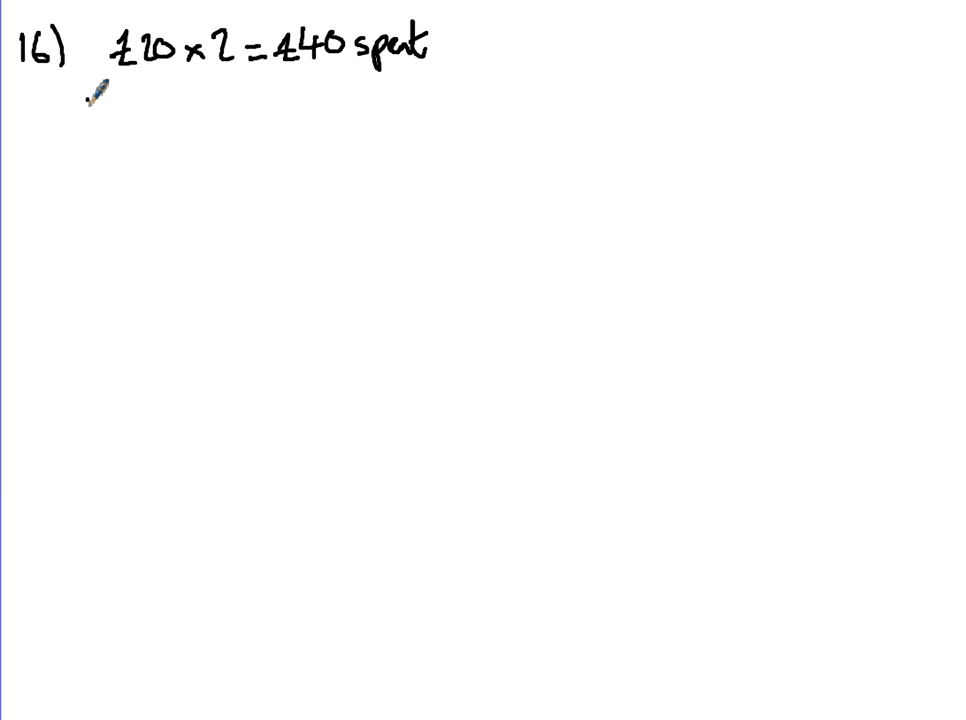 16) £20 × 2 = £40 spent